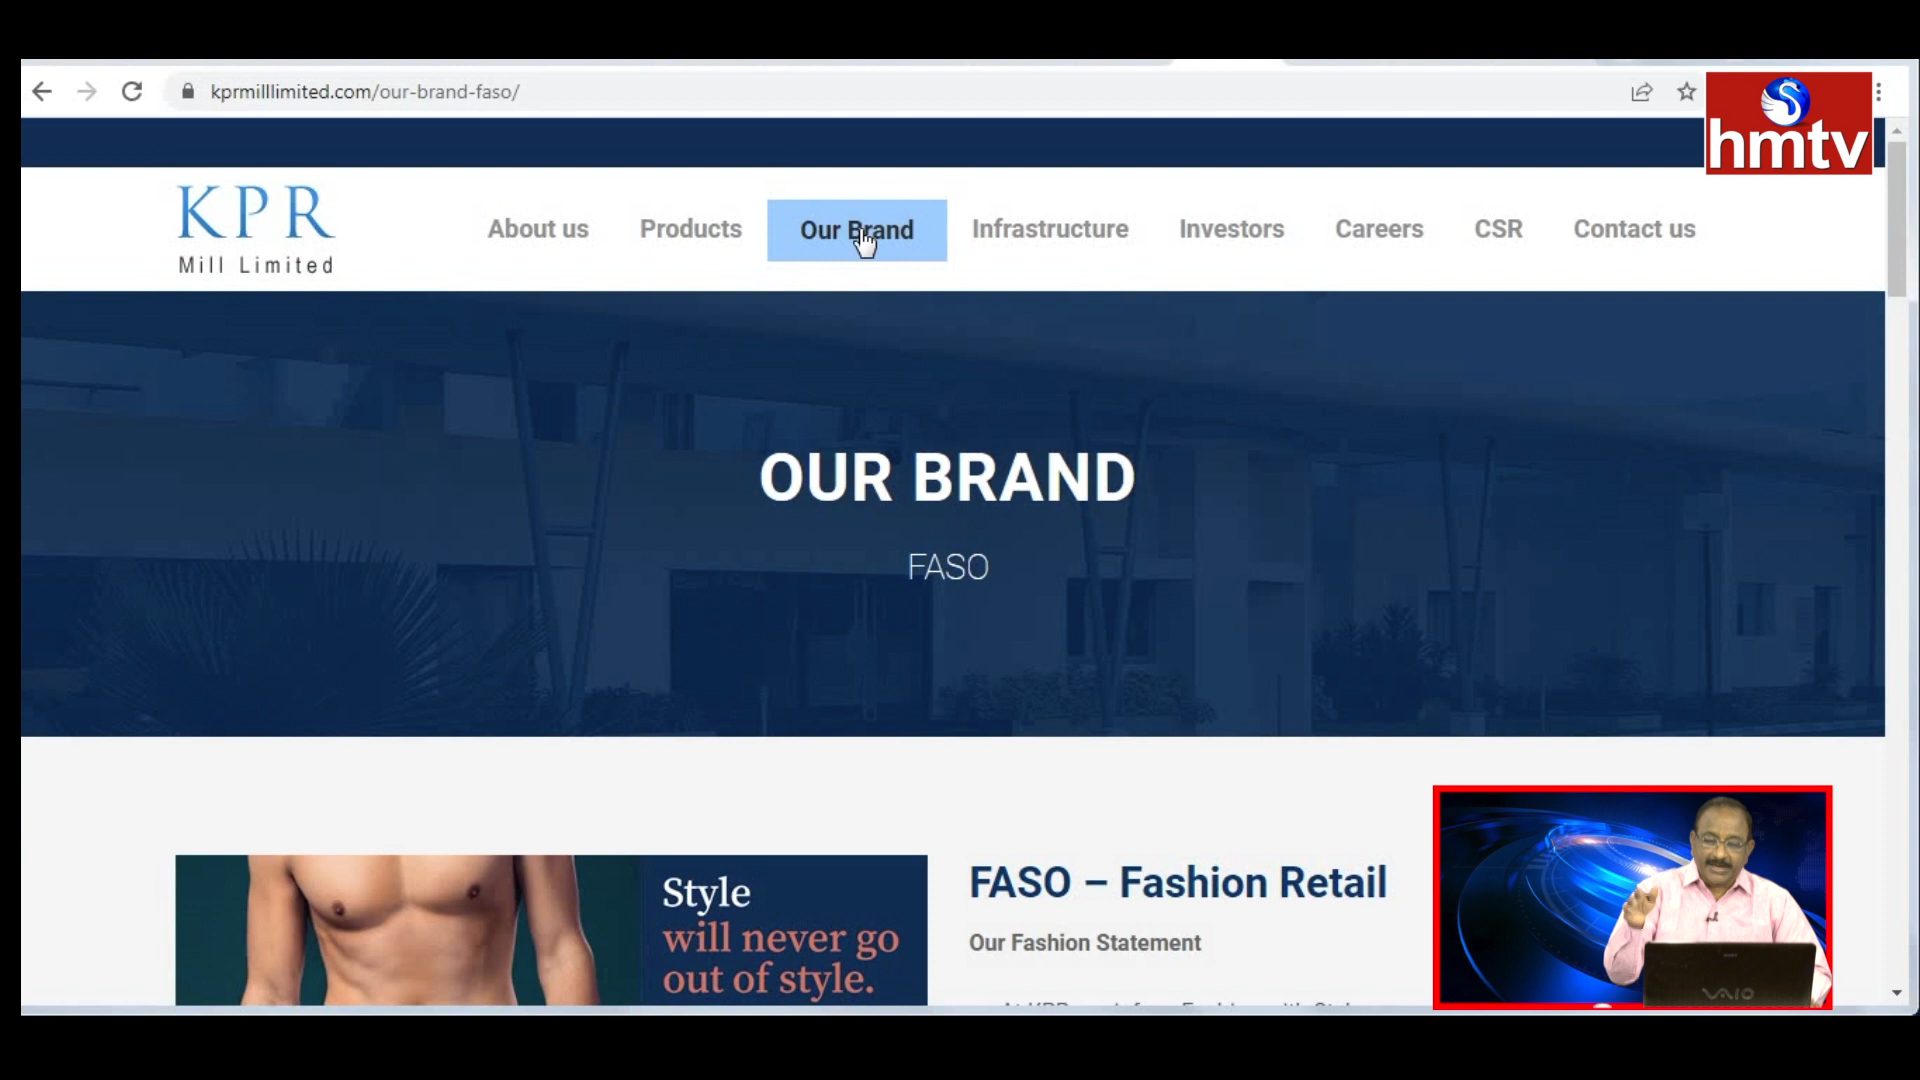 kprmilllimited.com/our-brand-faso/
hmtv
KPR
Mill Limited
About us
Products
Our Brand
Infrastructure
Investors
Careers
CSR
Contact us
OUR BRAND
FASO
Style
will never go
out of style.
FASO – Fashion Retail
Our Fashion Statement
VAIO